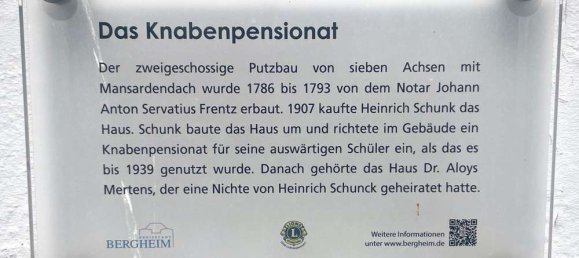 Das Knabenpensionat
Der zweigeschossige Putzbau von sieben Achsen mit
Mansardendach wurde 1786 bis 1793 von dem Notar Johann
Anton Servatius Frentz erbaut. 1907 kaufte Heinrich Schunk das
Haus. Schunk baute das Haus um und richtete im Gebäude ein
Knabenpensionat für seine auswärtigen Schüler ein, als das es
bis 1939 genutzt wurde. Danach gehörte das Haus Dr. Aloys
Mertens, der eine Nichte von Heinrich Schunck geheiratet hatte.
BERGHEIM
L
Weitere Informationen
unter www.bergheim.de